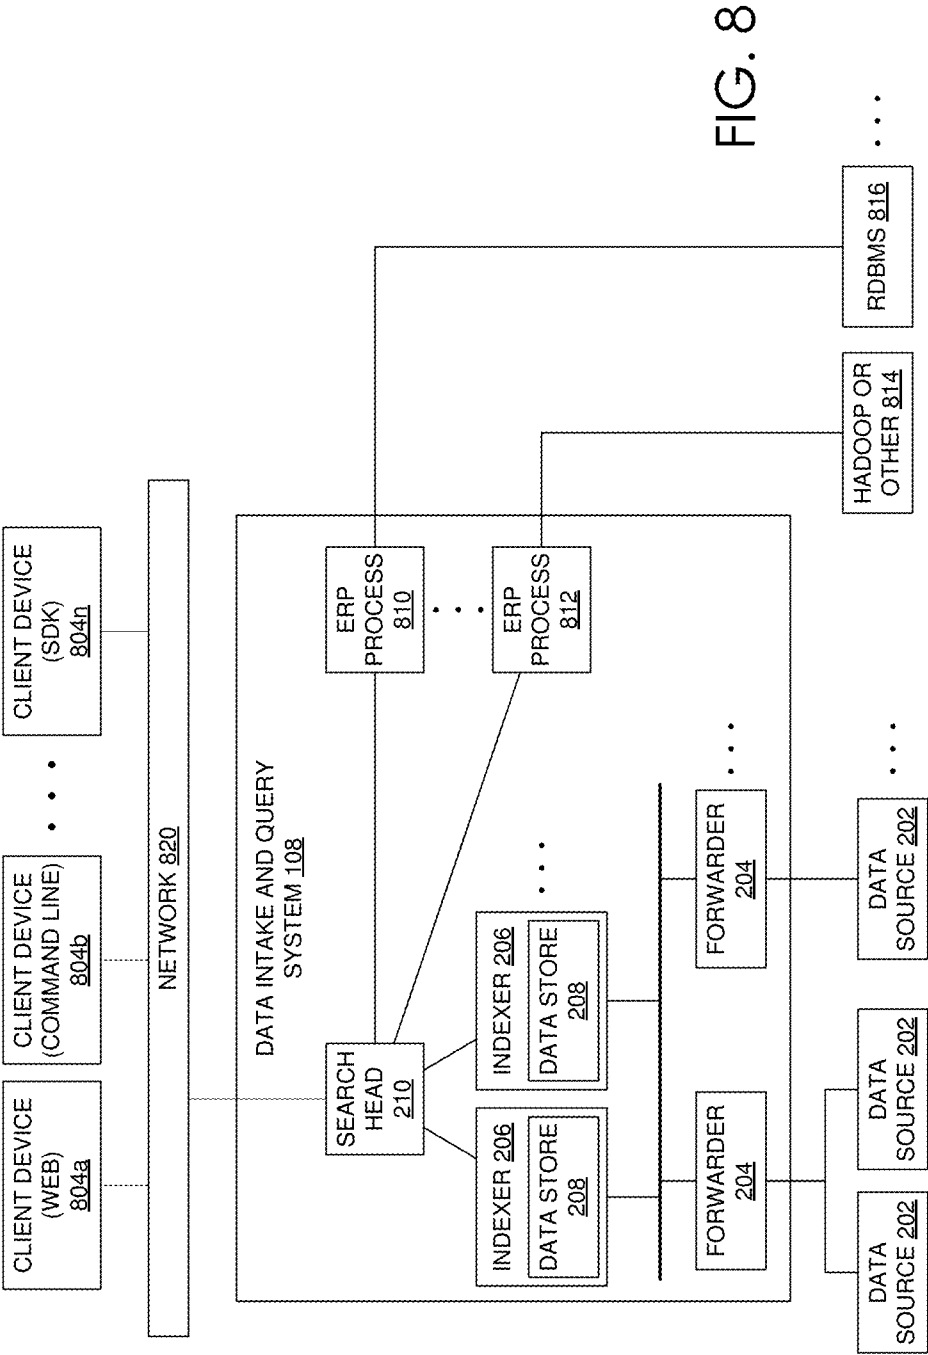 CLIENT DEVICE
(WEB)
804a
CLIENT DEVICE
(COMMAND LINE)
804b
CLIENT DEVICE
(SDK)
804n
NETWORK 820
DATA INTAKE AND QUERY
SYSTEM 108
SEARCH
HEAD
210
ERP
PROCESS
810
ERP
PROCESS
812
INDEXER 206
DATA STORE
208
INDEXER 206
DATA STORE
208
FORWARDER
204
FORWARDER
204
DATA
SOURCE 202
DATA
SOURCE 202
DATA
SOURCE 202
HADOOP OR
OTHER 814
RDBMS 816
FIG. 8